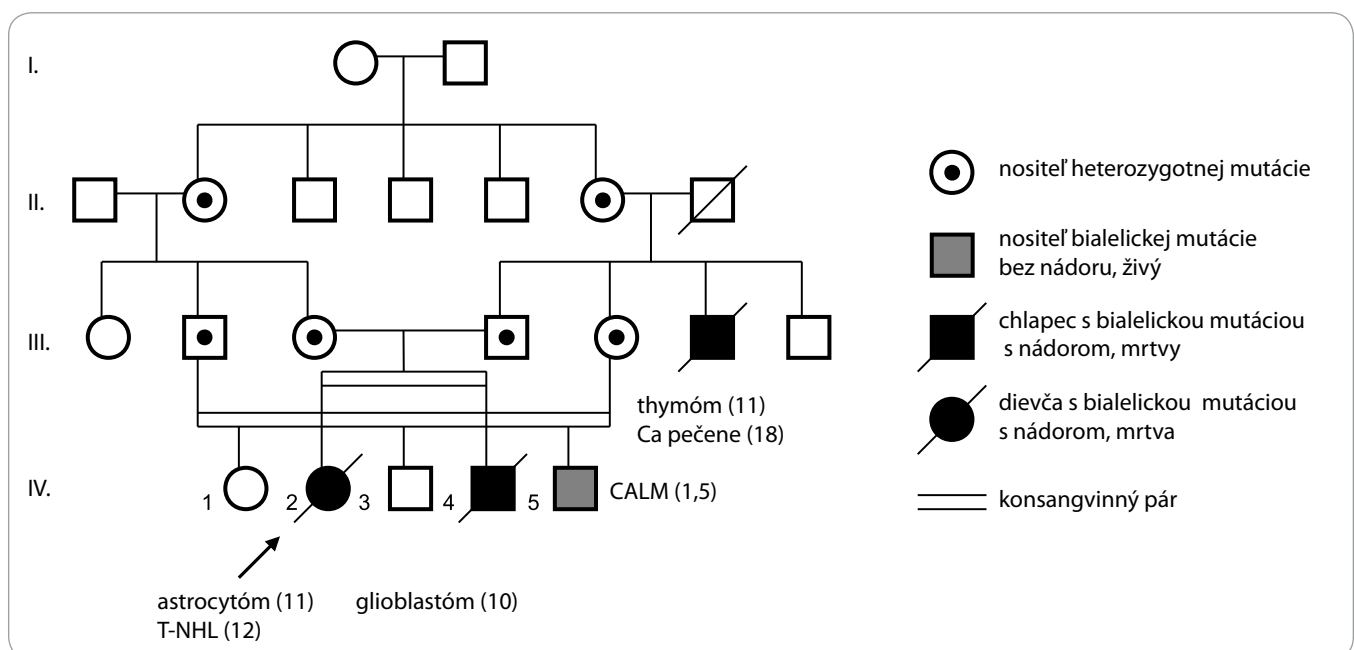 I.
II.
III.
IV.
thymóm (11)
Ca pečene (18)
1
2
3
4
5
CALM (1,5)
astrocytóm (11)
T-NHL (12)
glioblastóm (10)
nositeľ heterozygotnej mutácie
nositeľ bialelickej mutácie
bez nádoru, živý
chlapec s bialelickou mutáciou
s nádorom, mrtvy
dievča s bialelickou mutáciou
s nádorom, mrtva
konsangvinný pár